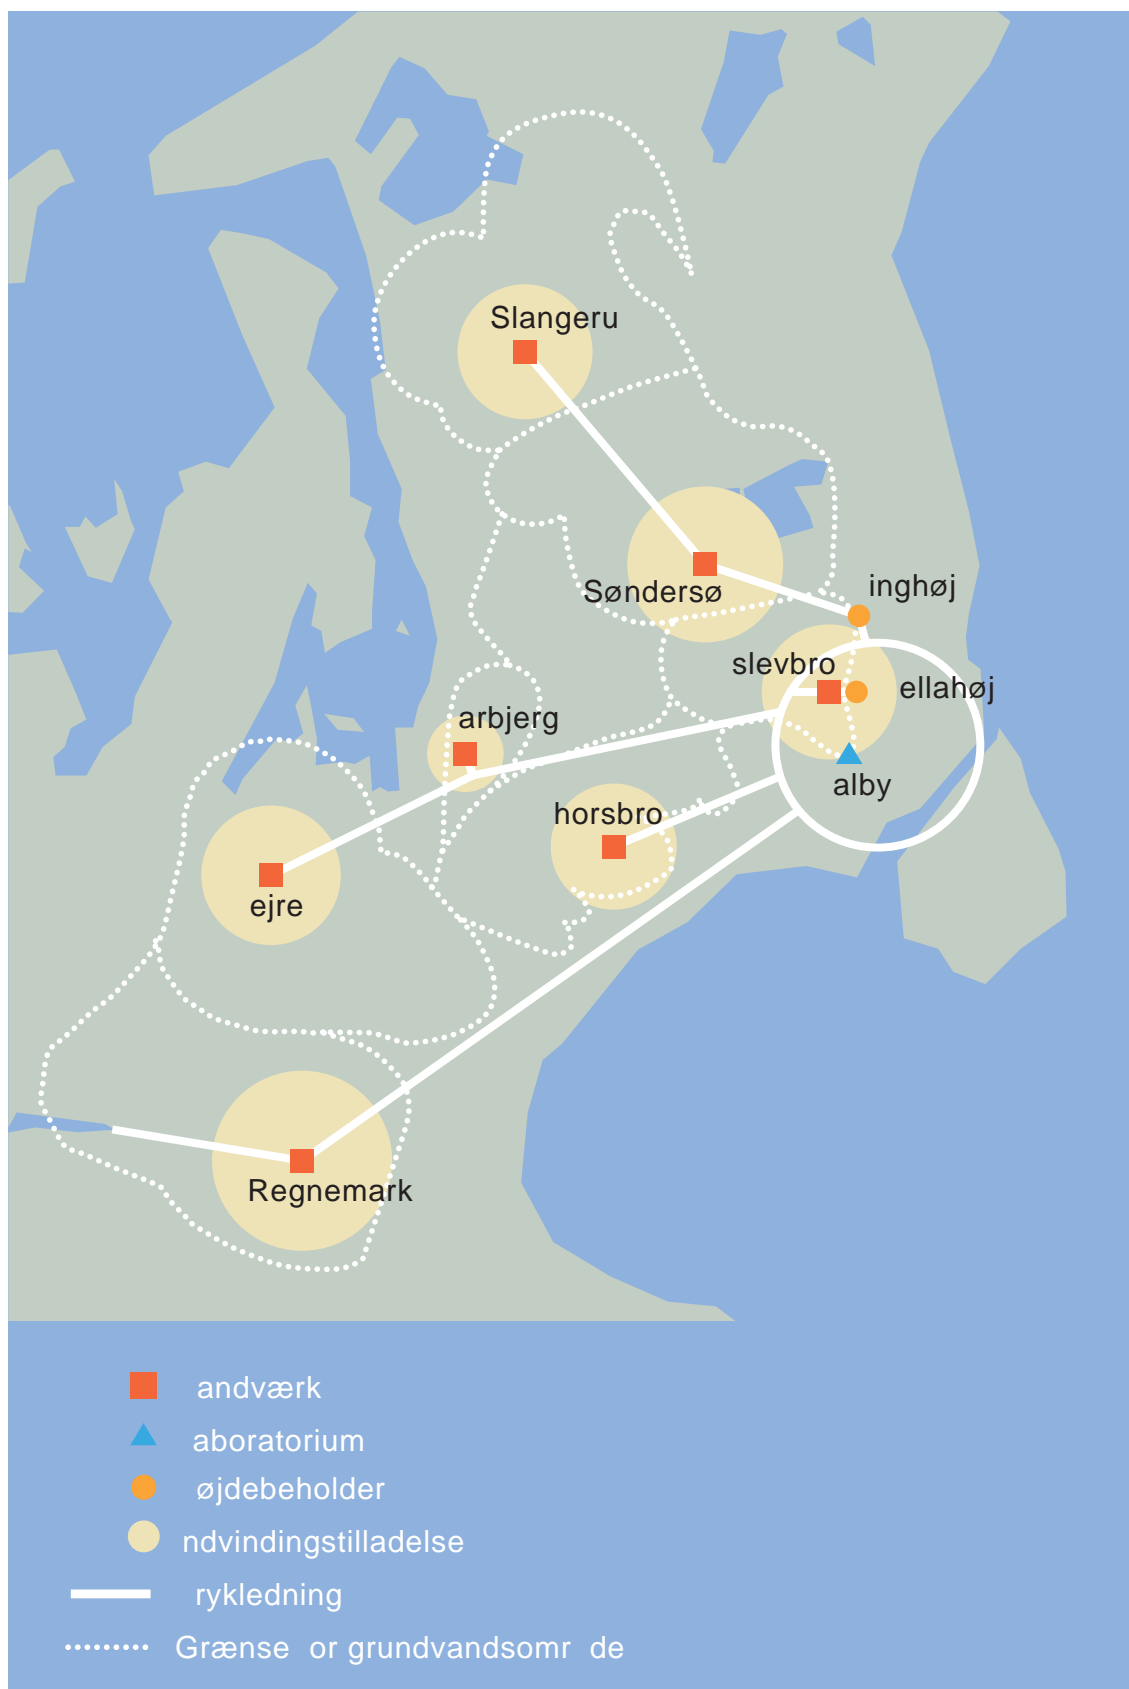 Slangeru
Søndersø
inghøj
slevbro
ellahøj
arbjerg
alby
horsbro
ejre
Regnemark
andværk
aboratorium
øjdebeholder
ndvindingstilladelse
rykledning
Grænse or grundvandsomr de